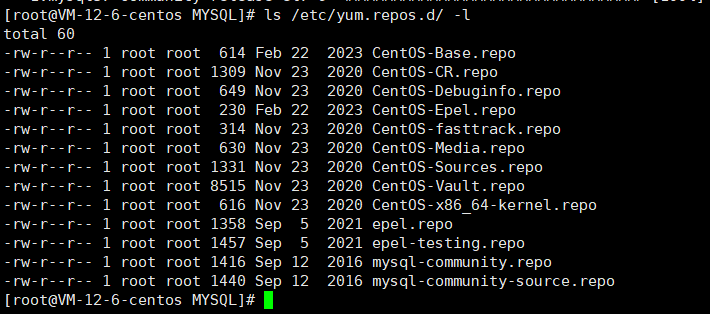 [root@VM-12-6-centos MYSQL]# ls /etc/yum.repos.d/ -l
total 60
-rw-r--r-- 1 root root  614 Feb 22  2023 CentOS-Base.repo
-rw-r--r-- 1 root root 1309 Nov 23  2020 CentOS-CR.repo
-rw-r--r-- 1 root root  649 Nov 23  2020 CentOS-Debuginfo.repo
-rw-r--r-- 1 root root  230 Feb 22  2023 CentOS-Epel.repo
-rw-r--r-- 1 root root  314 Nov 23  2020 CentOS-fasttrack.repo
-rw-r--r-- 1 root root  630 Nov 23  2020 CentOS-Media.repo
-rw-r--r-- 1 root root 1331 Nov 23  2020 CentOS-Sources.repo
-rw-r--r-- 1 root root 8515 Nov 23  2020 CentOS-Vault.repo
-rw-r--r-- 1 root root  616 Nov 23  2020 CentOS-x86_64-kernel.repo
-rw-r--r-- 1 root root 1358 Sep  5  2021 epel.repo
-rw-r--r-- 1 root root 1457 Sep  5  2021 epel-testing.repo
-rw-r--r-- 1 root root 1416 Sep 12  2016 mysql-community.repo
-rw-r--r-- 1 root root 1440 Sep 12  2016 mysql-community-source.repo
[root@VM-12-6-centos MYSQL]#